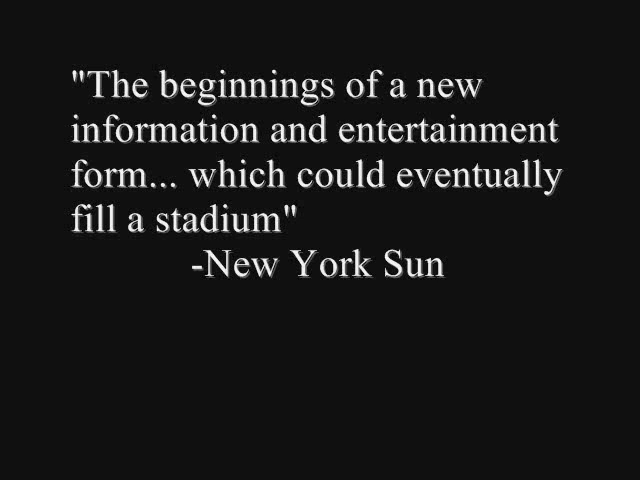 "The beginnings of a new
information and entertainment
form... which could eventually
fill a stadium"
-New York Sun